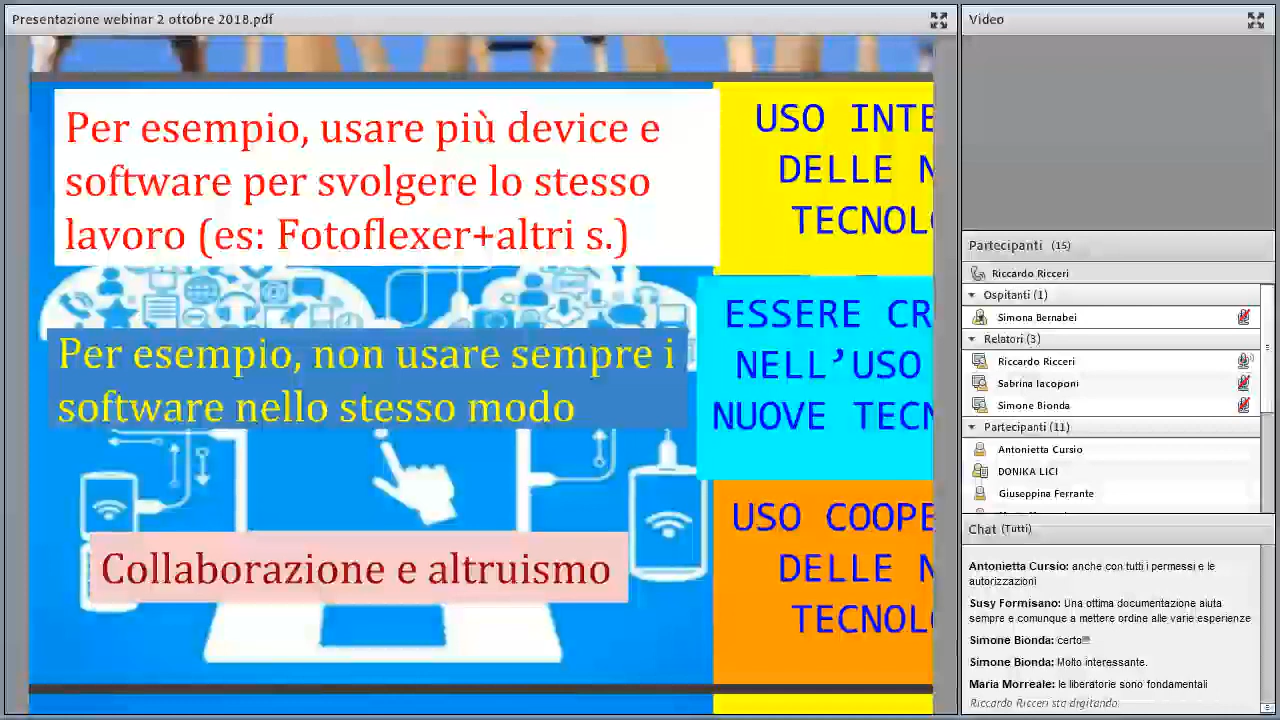 Presentazione webinar 2 ottobre 2018.pdf
Per esempio, usare più device e
software per svolgere lo stesso
lavoro (es: Fotoflexer+altri s.)
Per esempio, non usare sempre i
software nello stesso modo
Collaborazione e altruismo
USO INTE
DELLE N
TECNOLO
ESSERE CR
NELL'USO
NUOVE TECN
USO COOPE
DELLE N
TECNOLO
Video
Partecipanti (15)
Riccardo Ricceri
Ospitanti (1)
Simona Bernabei
Relatori (3)
Riccardo Ricceri
Sabrina Iacoponi
Simone Bionda
Partecipanti (11)
Antonietta Cursio
DONIKA LICI
Giuseppina Ferrante
Chat (Tutti)
Antonietta Cursio: anche con tutti i permessi e le
autorizzazioni
Susy Formisano: Una ottima documentazione aiuta
sempre e comunque a mettere ordine alle varie esperienze
Simone Bionda: certo
Simone Bionda: Molto interessante.
Maria Morreale: le liberatorie sono fondamentali
Riccardo Ricceri sta digitando